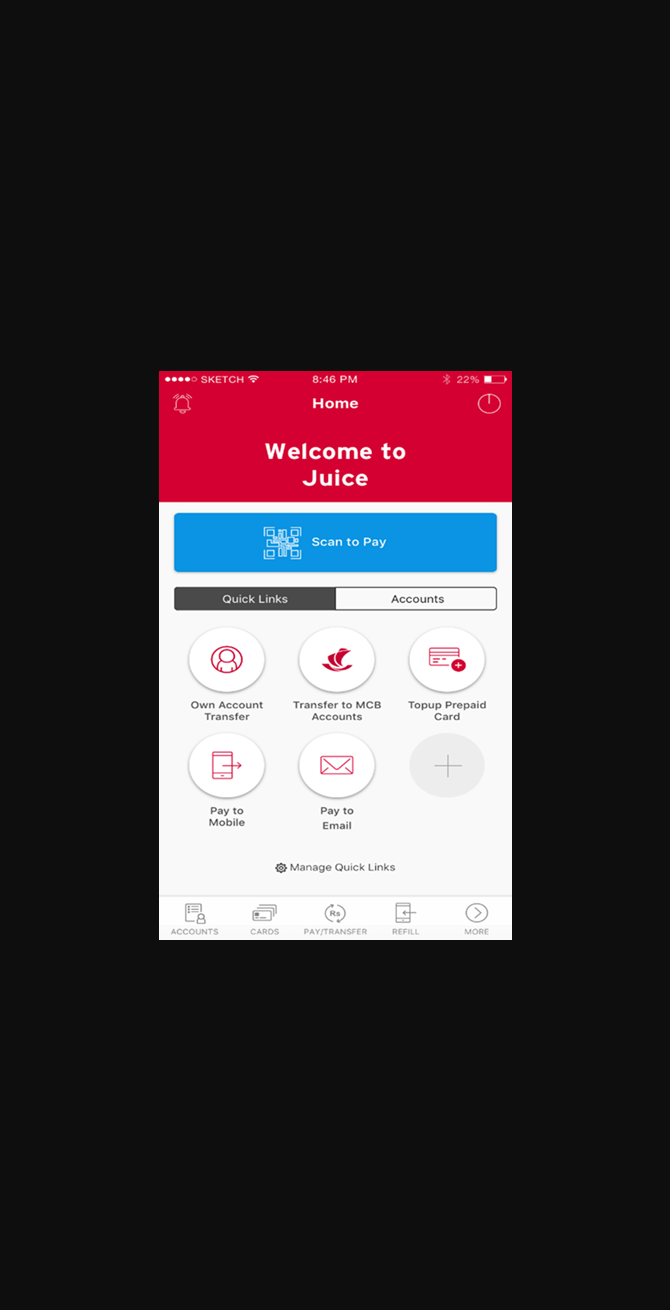 SKETCH 8:46 PM 22%
Home
Welcome to
Juice
Scan to Pay
Quick Links Accounts
Own Account
Transfer
Transfer to MCB
Accounts
Topup Prepaid
Card
Pay to
Mobile
Pay to
Email
Manage Quick Links
Rs
ACCOUNTS CARDS PAY/TRANSFER REFILL MORE